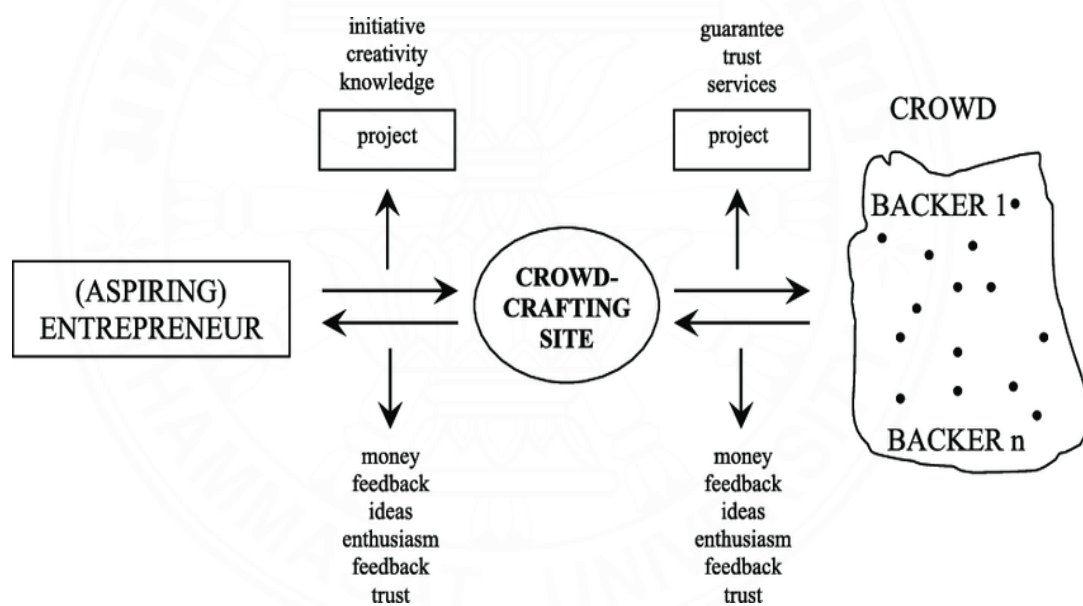 initiative
creativity
knowledge
project
guarantee
trust
services
project
CROWD
BACKER 1
BACKER n
(ASPIRING)
ENTREPRENEUR
CROWD-
CRAFTING
SITE
money
feedback
ideas
enthusiasm
feedback
trust
money
feedback
ideas
enthusiasm
feedback
trust